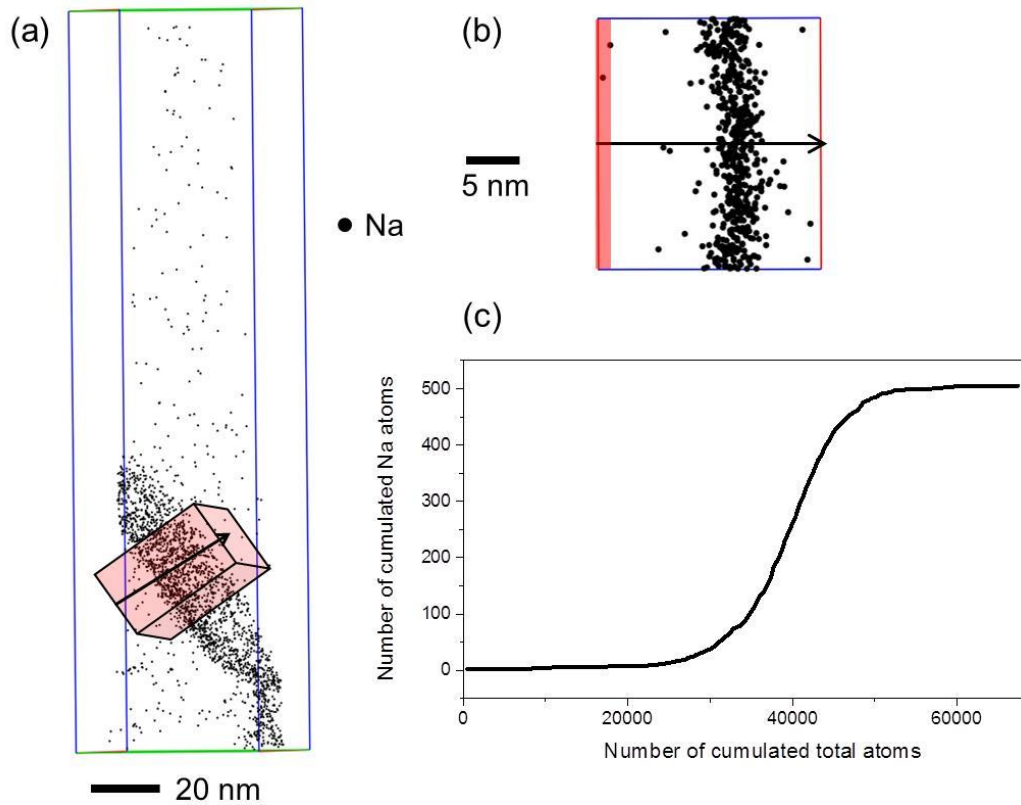 (a)
20 nm
Na
(b)
5 nm
(c)
Number of cumulated Na atoms
500
400
300
200
100
0
0
20000
40000
60000
Number of cumulated total atoms